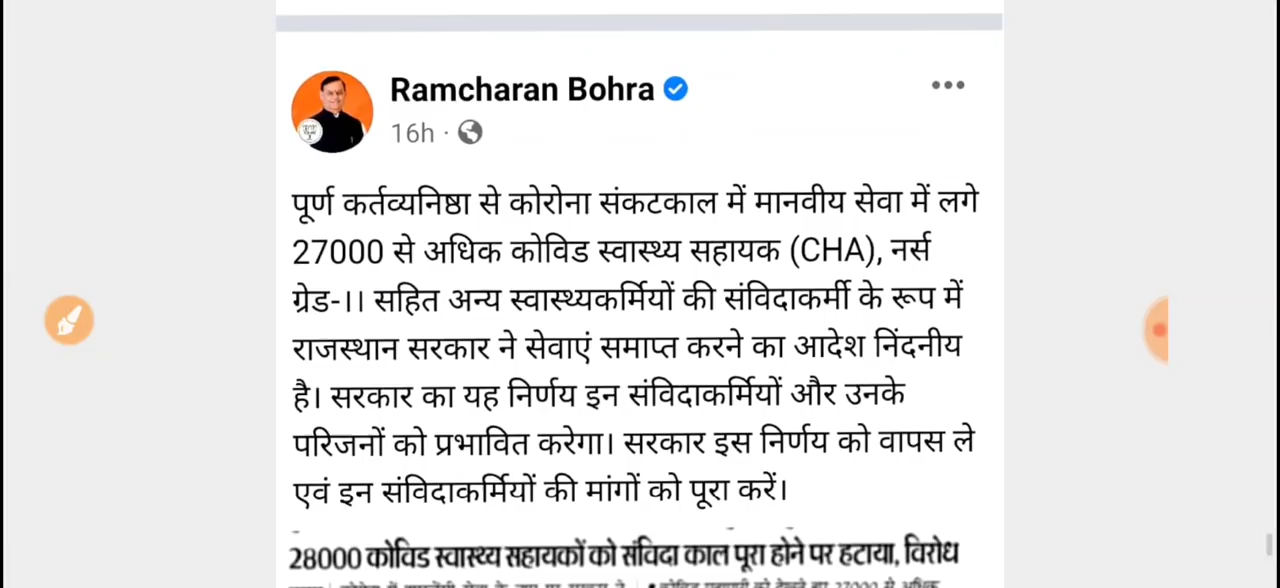 Ramcharan Bohra
16h ·
पूर्ण कर्तव्यनिष्ठा से कोरोना संकटकाल में मानवीय सेवा में लगे
27000 से अधिक कोविड स्वास्थ्य सहायक (CHA), नर्स
ग्रेड-।। सहित अन्य स्वास्थ्यकर्मियों की संविदाकर्मी के रूप में
राजस्थान सरकार ने सेवाएं समाप्त करने का आदेश निंदनीय
है। सरकार का यह निर्णय इन संविदाकर्मियों और उनके
परिजनों को प्रभावित करेगा। सरकार इस निर्णय को वापस ले
एवं इन संविदाकर्मियों की मांगों को पूरा करें।
28000 कोविड स्वास्थ्य सहायकों को संविदा काल पूरा होने पर हटाया, विरोध